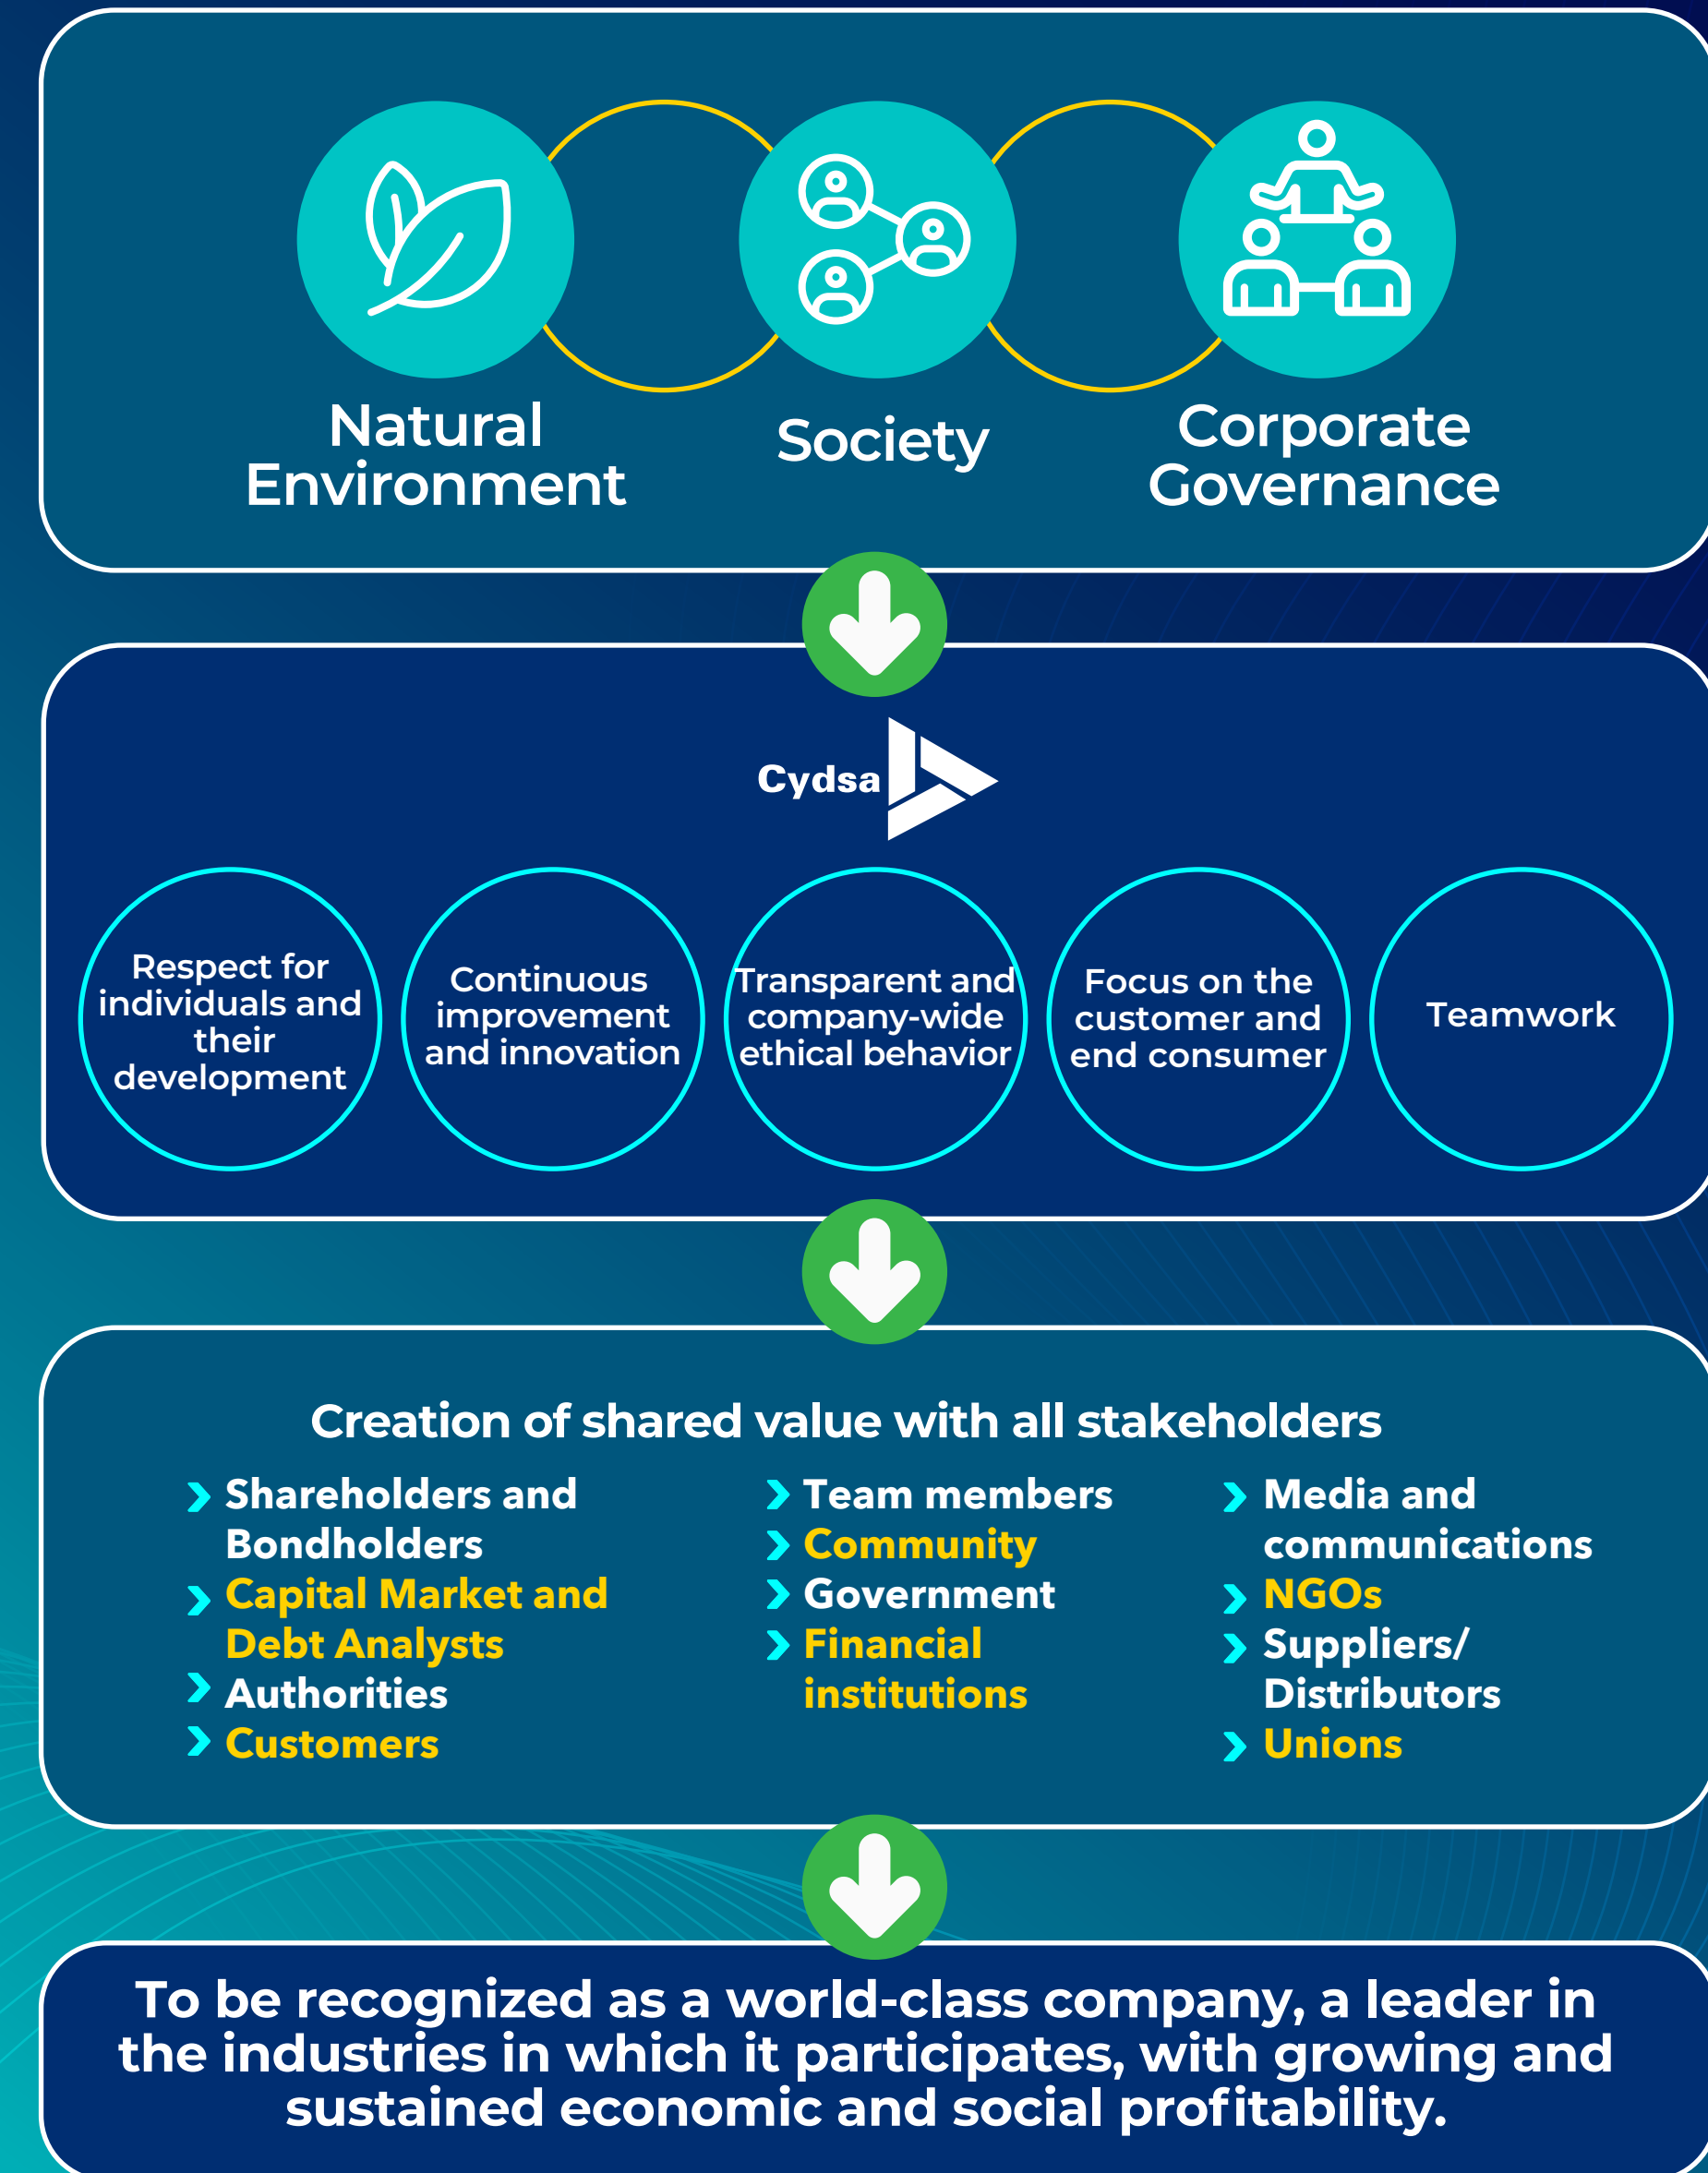 Natural
Environment
Society
Corporate
Governance
Cydsa
Respect for
individuals and
their
development
Continuous
improvement
and innovation
Transparent and
company-wide
ethical behavior
Focus on the
customer and
end consumer
Teamwork
Creation of shared value with all stakeholders
Shareholders and
Bondholders
Capital Market and
Debt Analysts
Authorities
Customers
Team members
Community
Government
Financial
institutions
Media and
communications
NGOs
Suppliers/
Distributors
Unions
To be recognized as a world-class company, a leader in
the industries in which it participates, with growing and
sustained economic and social profitability.